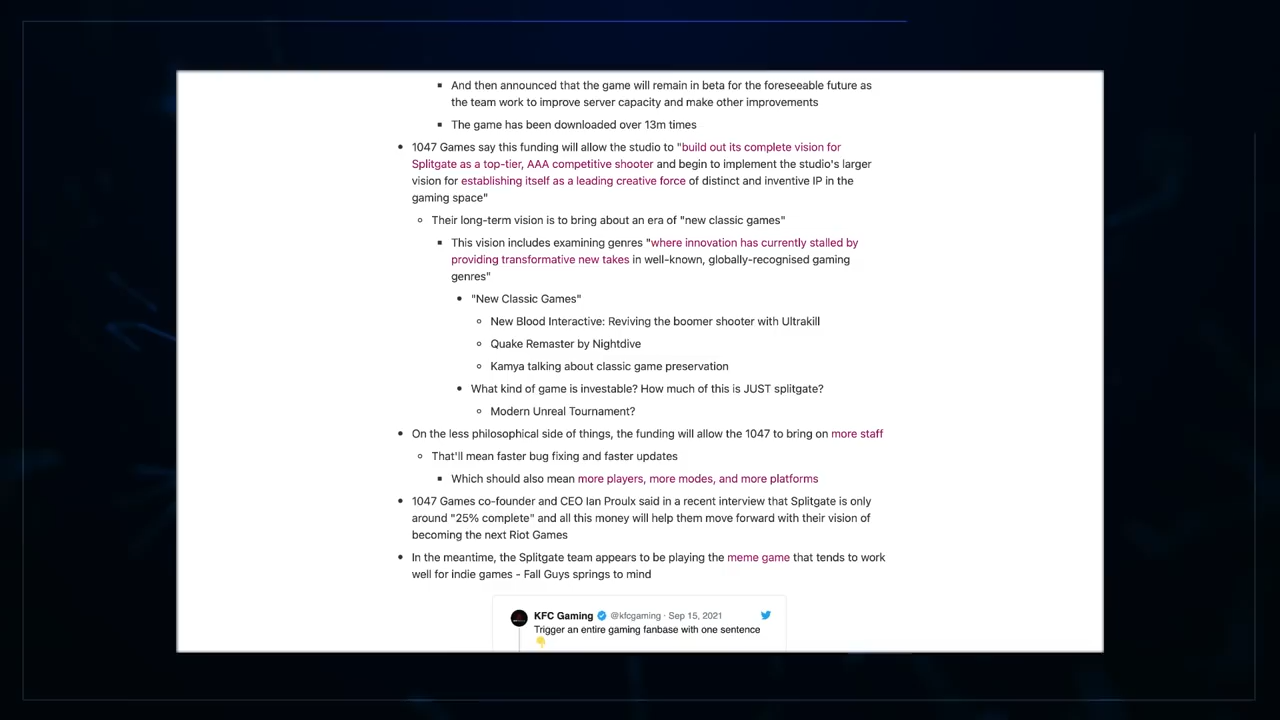 And then announced that the game will remain in beta for the foreseeable future as
the team work to improve server capacity and make other improvements
The game has been downloaded over 13m times
1047 Games say this funding will allow the studio to "build out its complete vision for
Splitgate as a top-tier, AAA competitive shooter and begin to implement the studio's larger
vision for establishing itself as a leading creative force of distinct and inventive IP in the
gaming space"
Their long-term vision is to bring about an era of "new classic games"
This vision includes examining genres "where innovation has currently stalled by
providing transformative new takes in well-known, globally-recognised gaming
genres"
"New Classic Games"
New Blood Interactive: Reviving the boomer shooter with Ultrakill
Quake Remaster by Nightdive
Kamya talking about classic game preservation
What kind of game is investable? How much of this is JUST splitgate?
Modern Unreal Tournament?
On the less philosophical side of things, the funding will allow the 1047 to bring on more staff
That'll mean faster bug fixing and faster updates
Which should also mean more players, more modes, and more platforms
1047 Games co-founder and CEO Ian Proulx said in a recent interview that Splitgate is only
around "25% complete" and all this money will help them move forward with their vision of
becoming the next Riot Games
In the meantime, the Splitgate team appears to be playing the meme game that tends to work
well for indie games - Fall Guys springs to mind
KFC Gaming @kfcgaming · Sep 15, 2021
Trigger an entire gaming fanbase with one sentence
👇